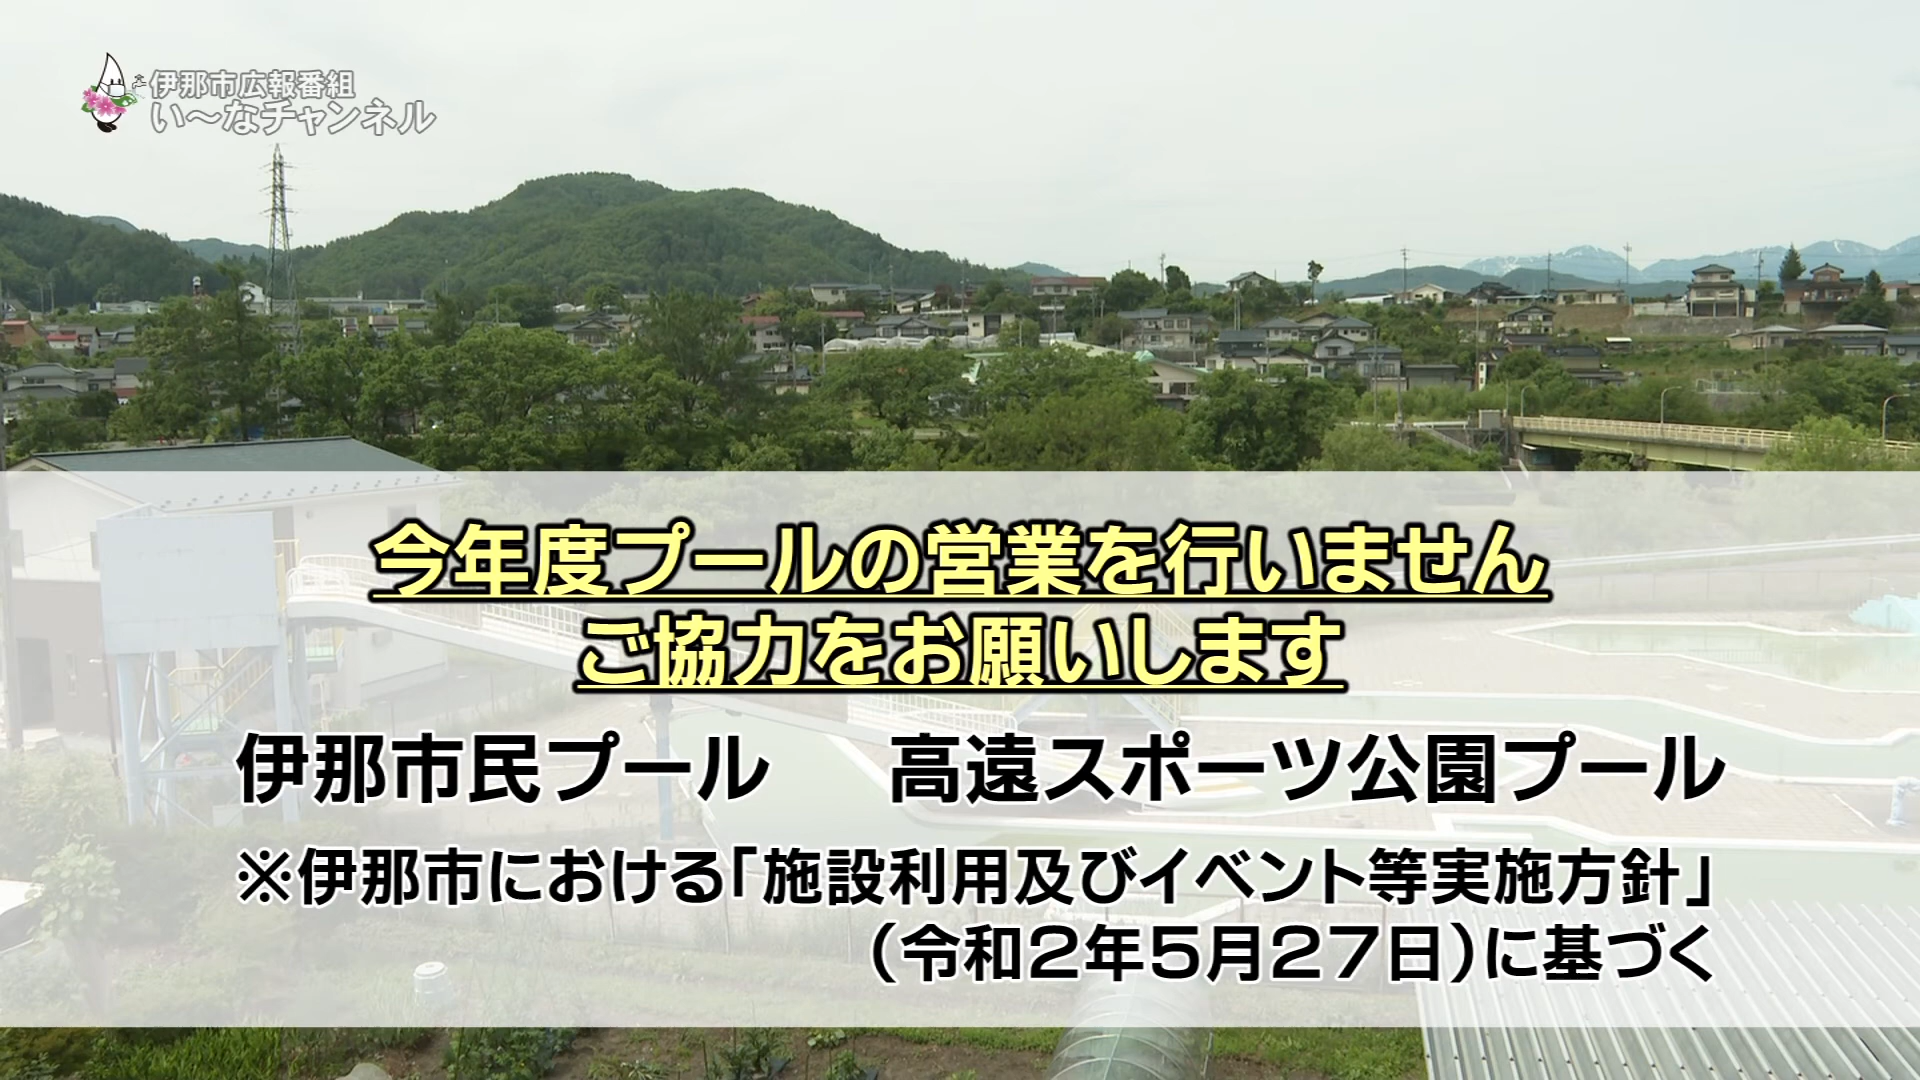 伊那市広報番組
い～なチャンネル
今年度プールの営業を行いません
ご協力をお願いします
伊那市民プール　高遠スポーツ公園プール
※伊那市における「施設利用及びイベント等実施方針」
（令和２年５月２７日）に基づく